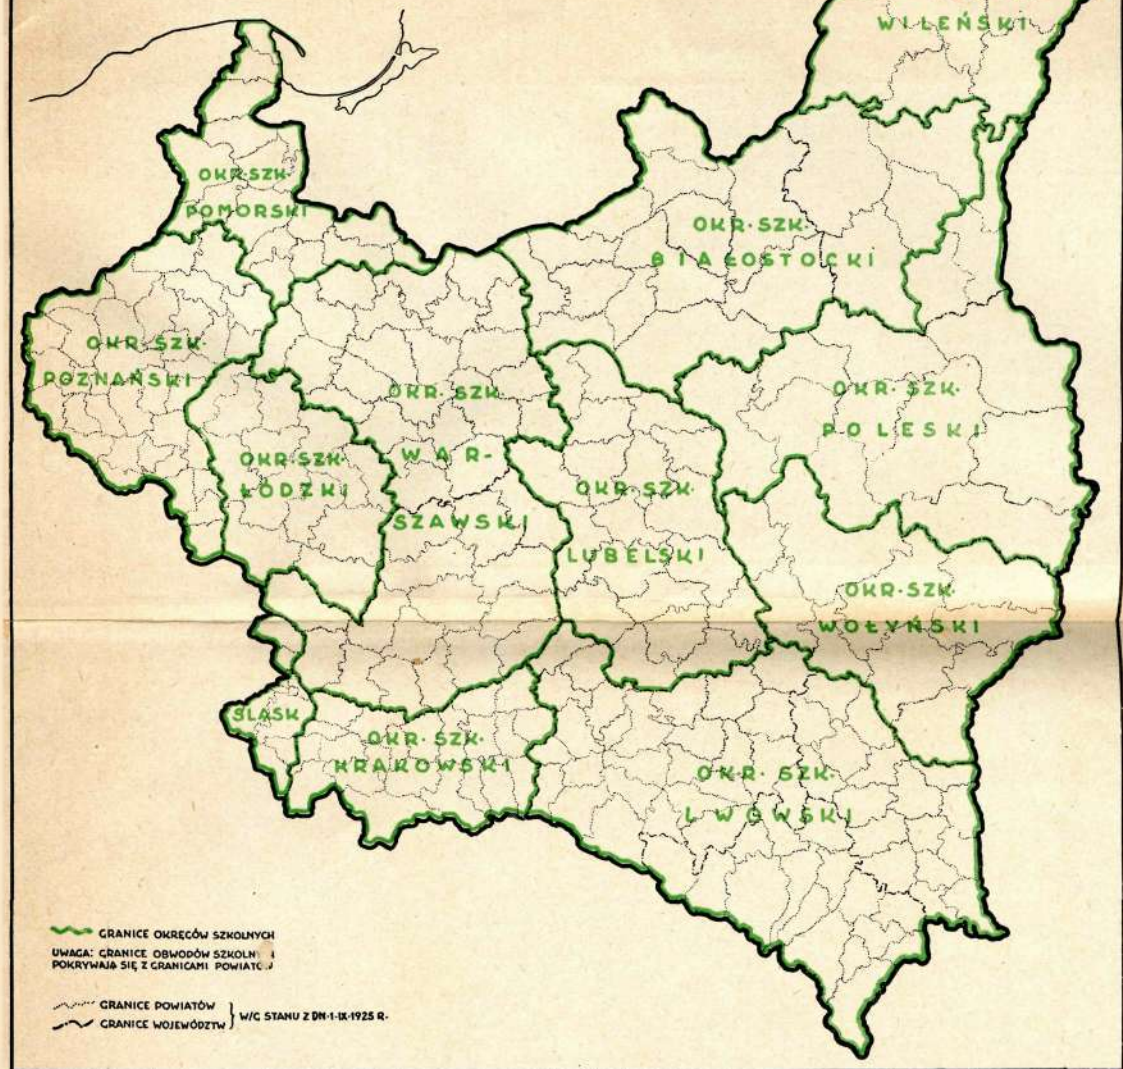 WILEŃSKI
OKR·SZK·
POMORSKI
OKR·SZK·
BIAŁOSTOCKI
OKR·SZK·
POZNAŃSKI
OKR·SZK·
WAR-
SZAWSKI
OKR·SZK·
POLESKI
OKR·SZK·
ŁÓDZKI
OKR·SZK·
LUBELSKI
OKR·SZK·
WOŁYŃSKI
ŚLĄSK
OKR·SZK·
KRAKOWSKI
OKR·SZK·
LWOWSKI
GRANICE OKRĘGÓW SZKOLNYCH
UWAGA: GRANICE OBWODÓW
POKRYWAJĄ SIĘ Z GRANICAMI
GRANICE POWIATÓW
GRANICE WOJEWÓDZTW
W/G STANU Z DN·1·IX·1925 R·